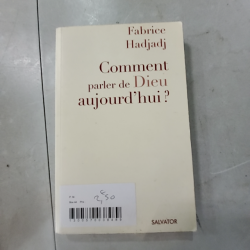 Fabrice
Hadjadj
Comment
parler de Dieu
aujourd'hui ?
SALVATOR